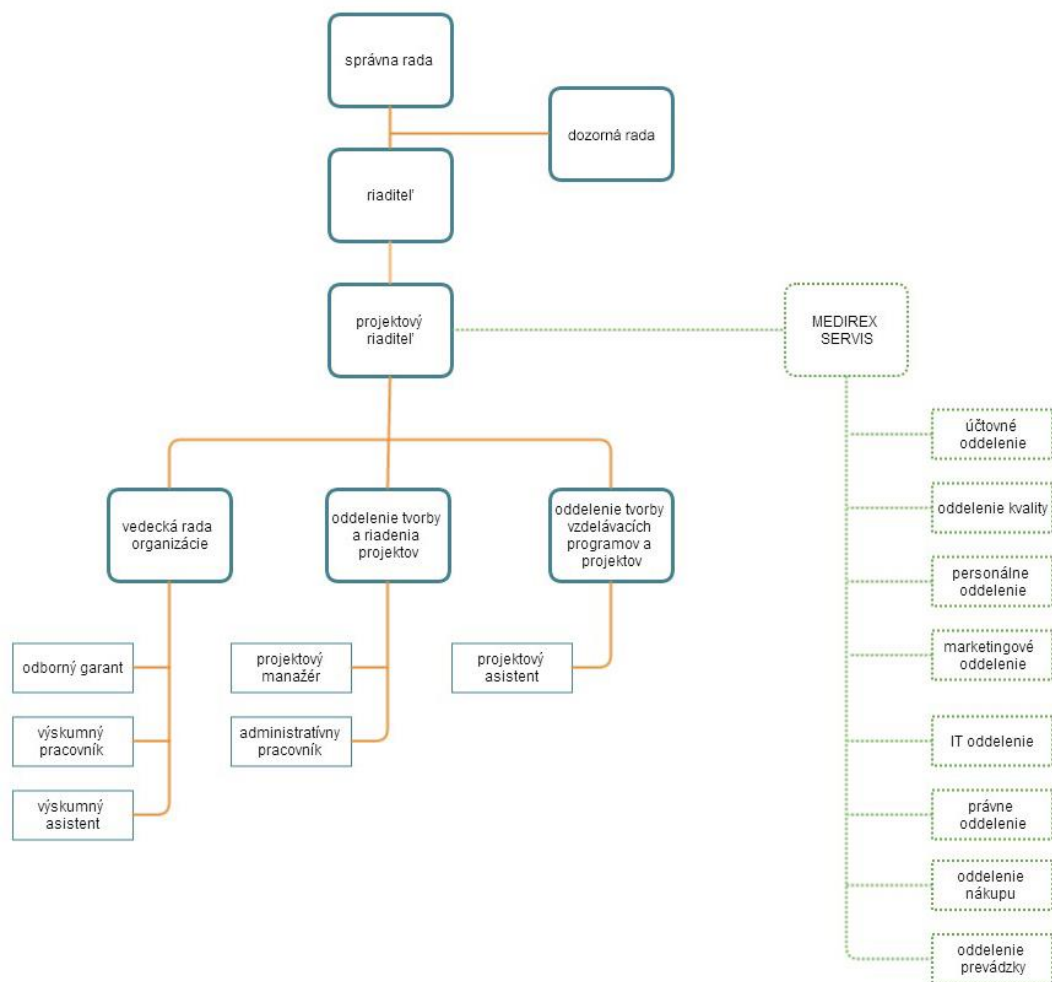 správna rada
dozorná rada
riaditeľ
projektový
riaditeľ
MEDIREX
SERVIS
účtovné
oddelenie
oddelenie kvality
personálne
oddelenie
marketingové
oddelenie
IT oddelenie
právne
oddelenie
oddelenie
nákupu
oddelenie
prevádzky
vedecká rada
organizácie
oddelenie tvorby
a riadenia
projektov
oddelenie tvorby
vzdelávacích
programov a
projektov
odborný garant
výskumný
pracovník
výskumný
asistent
projektový
manažér
administratívny
pracovník
projektový
asistent